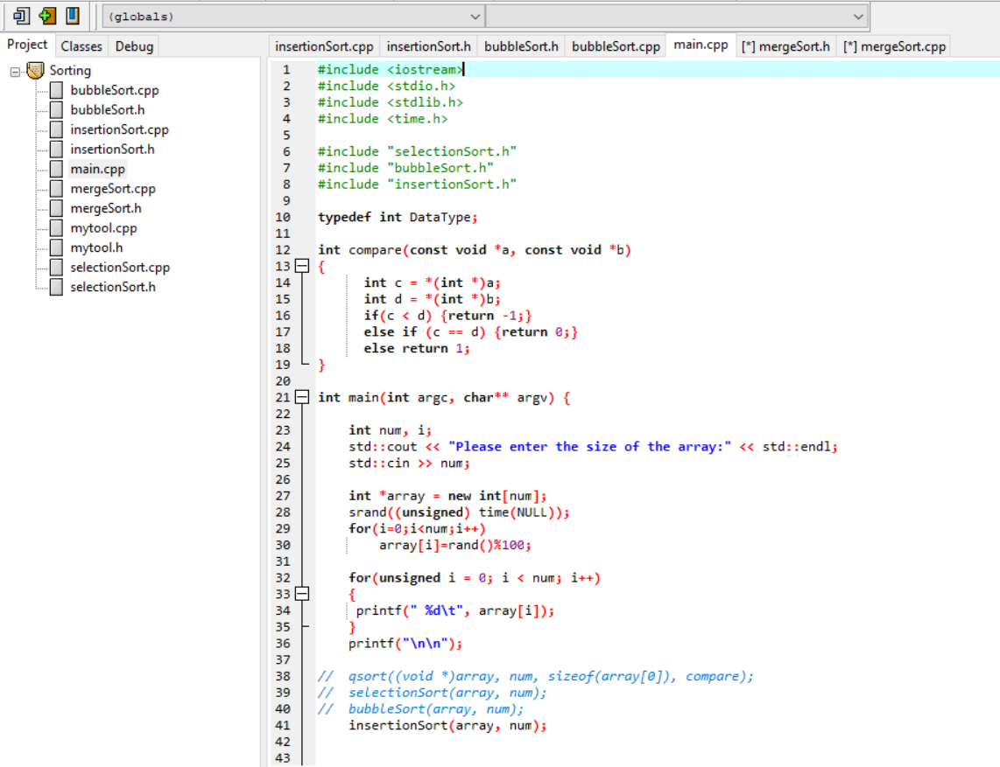 (globals)
Project Classes Debug
insertionSort.cpp insertionSort.h bubbleSort.h bubbleSort.cpp main.cpp [*] mergeSort.h [*] mergeSort.cpp
Sorting
bubbleSort.cpp
bubbleSort.h
insertionSort.cpp
insertionSort.h
main.cpp
mergeSort.cpp
mergeSort.h
mytool.cpp
mytool.h
selectionSort.cpp
selectionSort.h
1 #include <iostream>
2 #include <stdio.h>
3 #include <stdlib.h>
4 #include <time.h>
5
6 #include "selectionSort.h"
7 #include "bubbleSort.h"
8 #include "insertionSort.h"
9
10 typedef int DataType;
11
12 int compare(const void *a, const void *b)
13 {
14 int c = *(int *)a;
15 int d = *(int *)b;
16 if(c < d) {return -1;}
17 else if (c == d) {return 0;}
18 else return 1;
19 }
20
21 int main(int argc, char** argv) {
22
23 int num, i;
24 std::cout << "Please enter the size of the array:" << std::endl;
25 std::cin >> num;
26
27 int *array = new int[num];
28 srand((unsigned) time(NULL));
29 for(i=0;i<num;i++)
30 array[i]=rand()%100;
31
32 for(unsigned i = 0; i < num; i++)
33 {
34 printf(" %d\t", array[i]);
35 }
36 printf("\n\n");
37
38 // qsort((void *)array, num, sizeof(array[0]), compare);
39 // selectionSort(array, num);
40 // bubbleSort(array, num);
41 insertionSort(array, num);
42
43